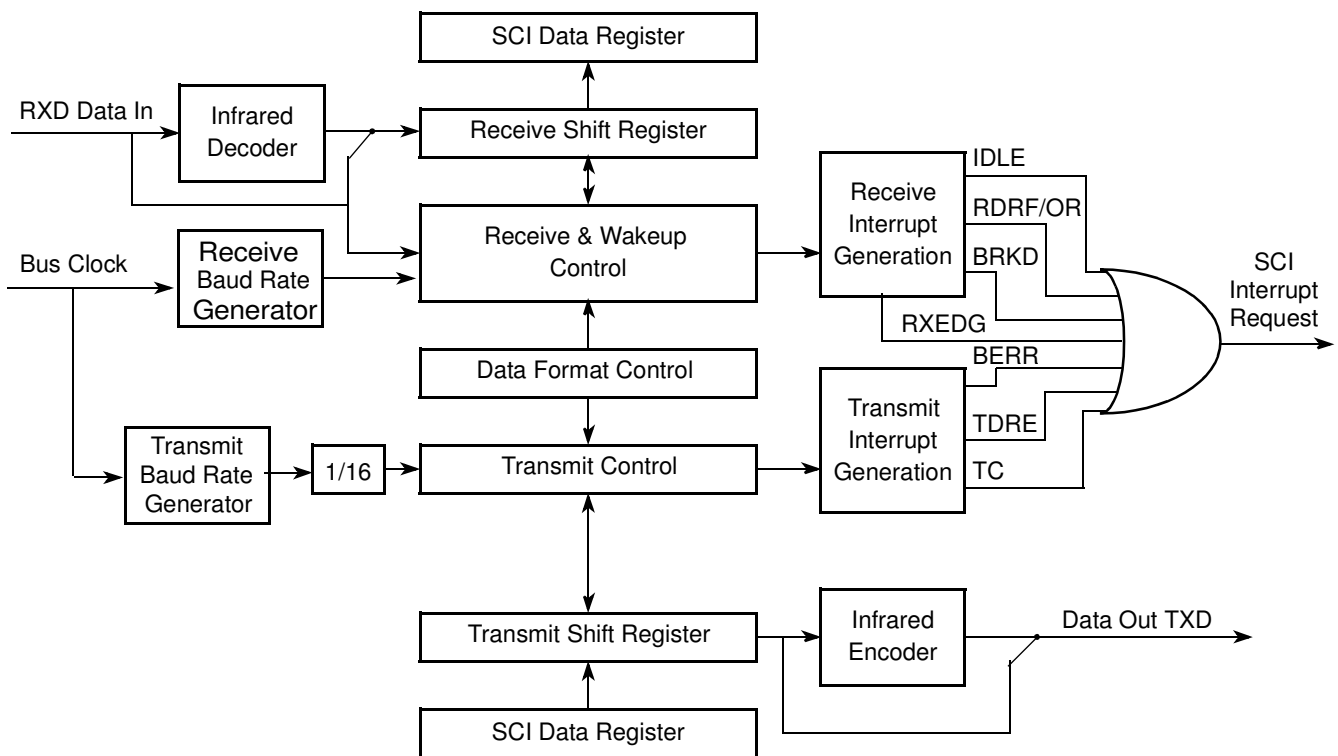 SCI Data Register
RXD Data In
Infrared
Decoder
Receive Shift Register
Receive & Wakeup
Control
Receive
Interrupt
Generation
IDLE
RDRF/OR
BRKD
RXEDG
SCI
Interrupt
Request
Bus Clock
Receive
Baud Rate
Generator
Data Format Control
BERR
Transmit
Interrupt
Generation
TDRE
TC
Transmit
Baud Rate
Generator
1/16
Transmit Control
Transmit Shift Register
Infrared
Encoder
Data Out TXD
SCI Data Register